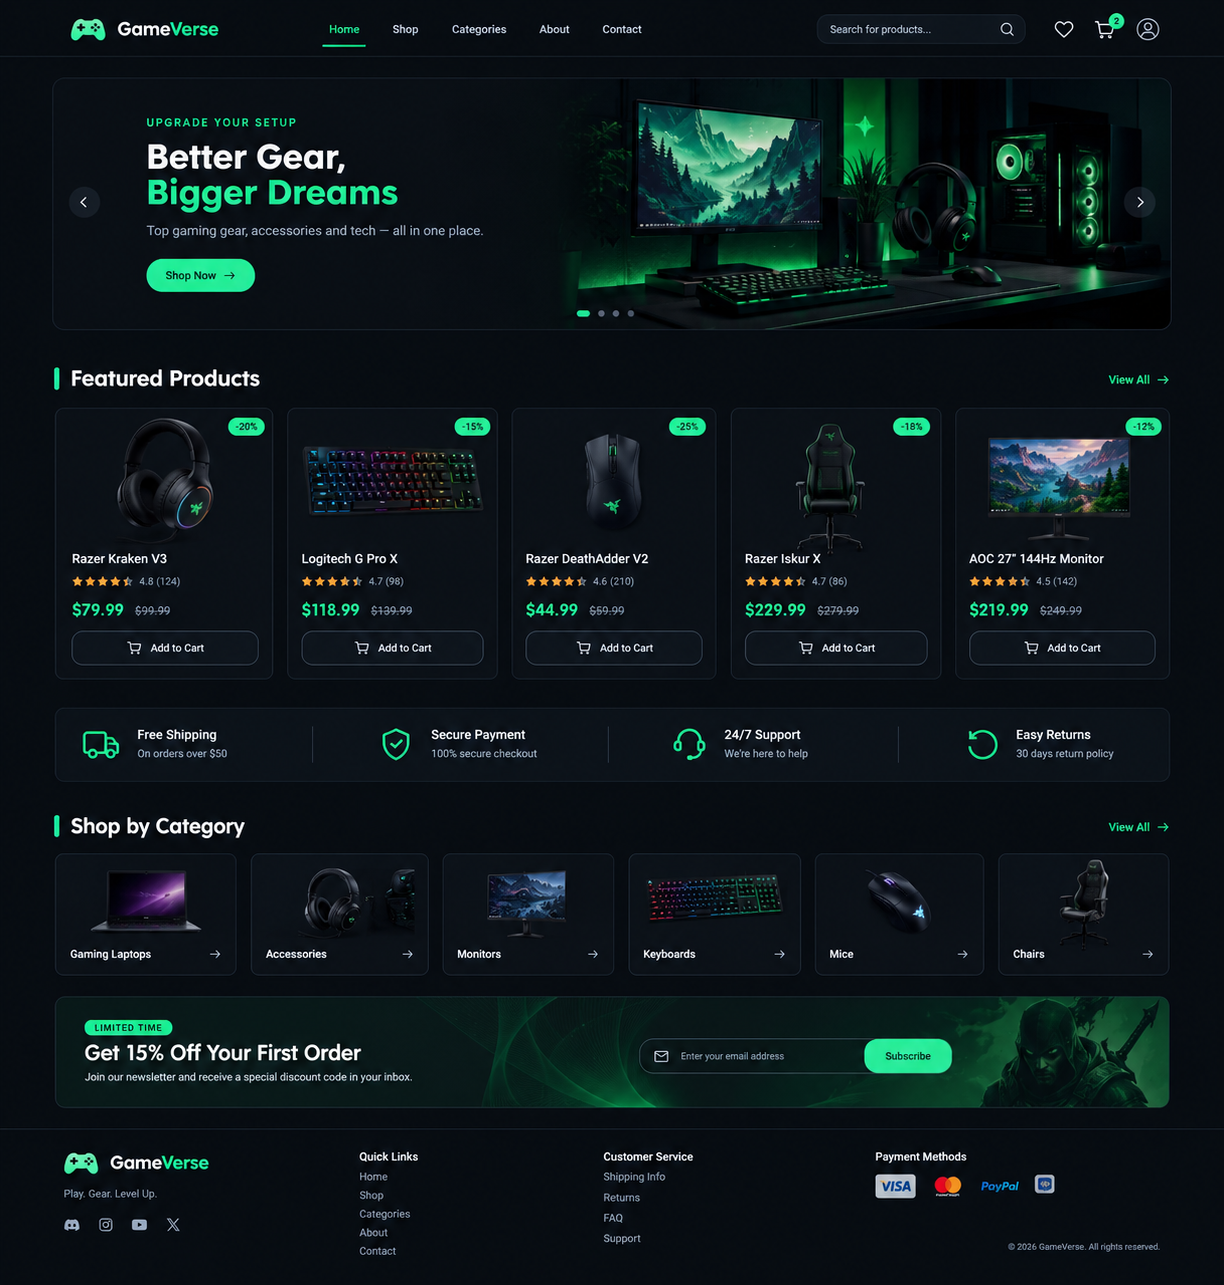 GameVerse
Home
Shop
Categories
About
Contact
Search for products...
2
UPGRADE YOUR SETUP
Better Gear,
Bigger Dreams
Top gaming gear, accessories and tech — all in one place.
Shop Now
Featured Products
View All
-20%
Razer Kraken V3
4.8 (124)
$79.99 $99.99
Add to Cart
-15%
Logitech G Pro X
4.7 (98)
$118.99 $139.99
Add to Cart
-25%
Razer DeathAdder V2
4.6 (210)
$44.99 $59.99
Add to Cart
-18%
Razer Iskur X
4.7 (86)
$229.99 $279.99
Add to Cart
-12%
AOC 27" 144Hz Monitor
4.5 (142)
$219.99 $249.99
Add to Cart
Free Shipping
On orders over $50
Secure Payment
100% secure checkout
24/7 Support
We're here to help
Easy Returns
30 days return policy
Shop by Category
View All
Gaming Laptops
Accessories
Monitors
Keyboards
Mice
Chairs
LIMITED TIME
Get 15% Off Your First Order
Join our newsletter and receive a special discount code in your inbox.
Enter your email address
Subscribe
GameVerse
Play. Gear. Level Up.
Quick Links
Home
Shop
Categories
About
Contact
Customer Service
Shipping Info
Returns
FAQ
Support
Payment Methods
VISA
PayPal
© 2026 GameVerse. All rights reserved.